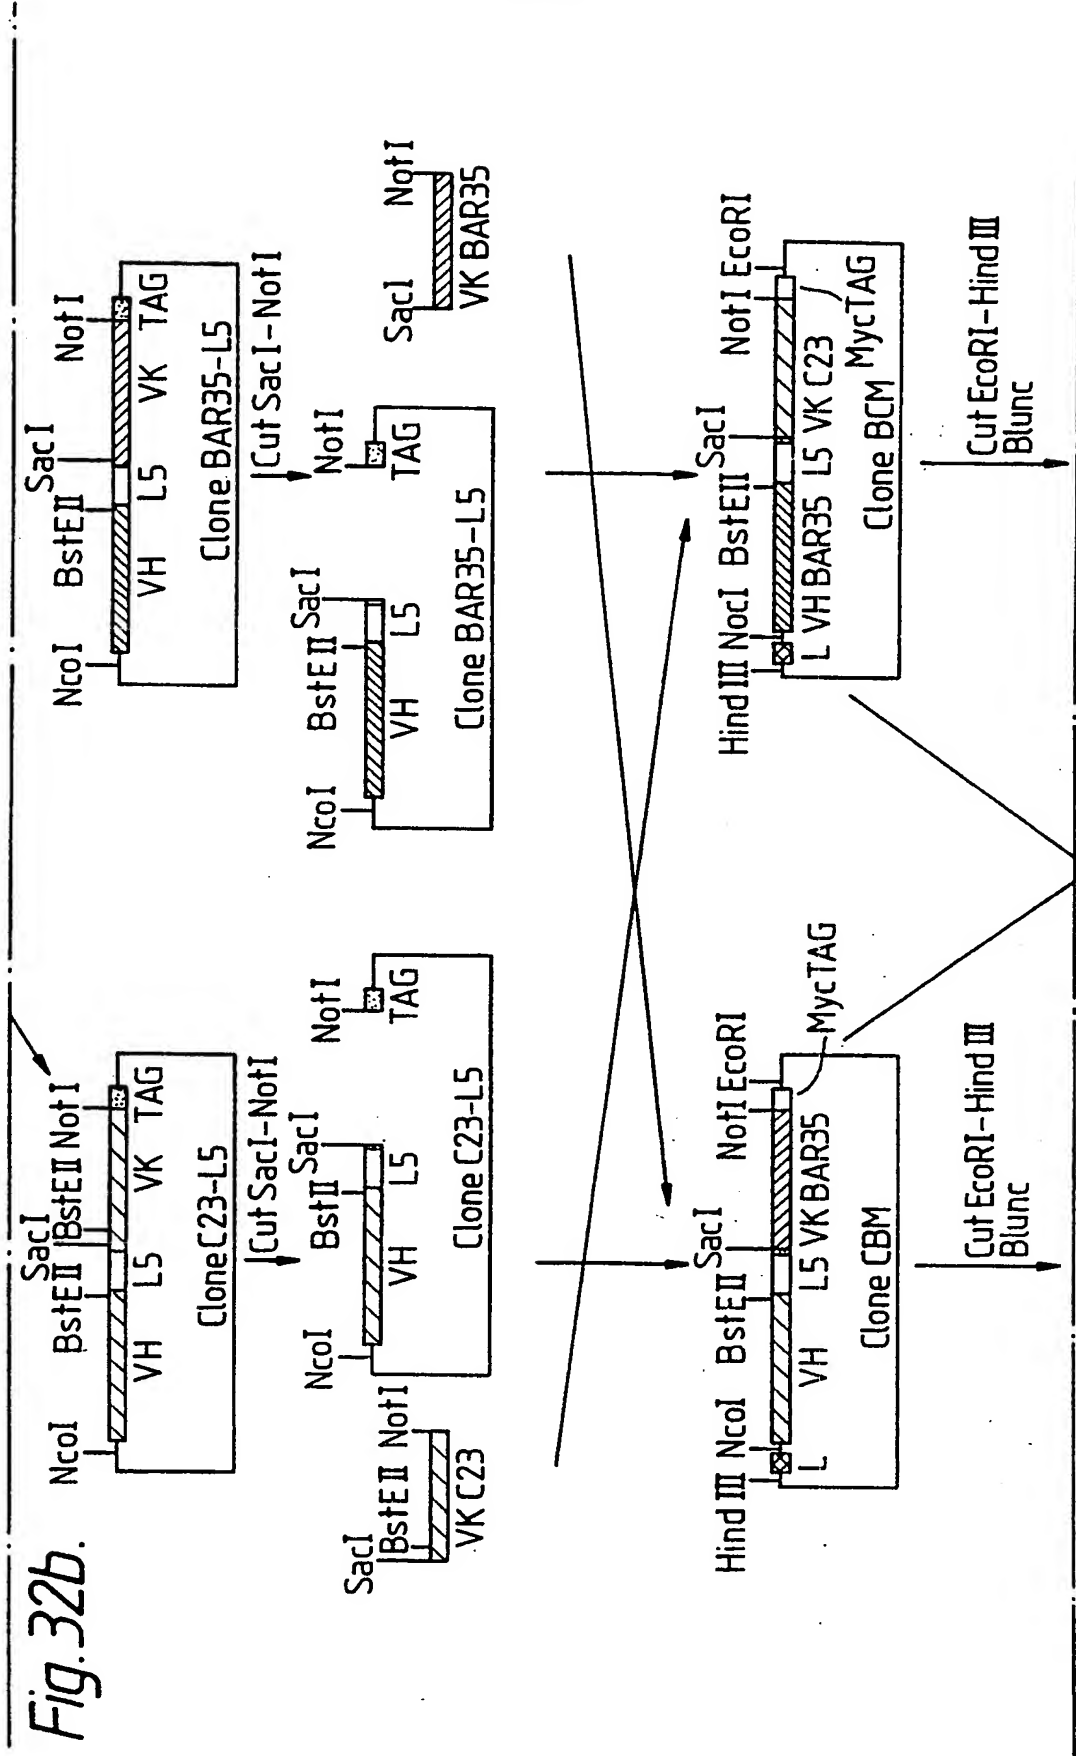 Fig. 32b.
NcoI
BstEII
SacI
BstEII
NotI
VH
L5
VK
TAG
Clone C23-L5
Cut SacI-NotI
NcoI
BstEII
SacI
NotI
VH
L5
VK
TAG
Clone BAR35-L5
Cut SacI-NotI
SacI
BstEII
NotI
VK C23
NcoI
BstII
SacI
NotI
VH
L5
TAG
Clone C23-L5
NcoI
BstEII
SacI
NotI
VH
L5
TAG
Clone BAR35-L5
SacI
NotI
VK BAR35
Hind III
NcoI
BstEII
SacI
NotI
EcoRI
L
VH
L5
VK BAR35
MycTAG
Clone CBM
Cut EcoRI-Hind III
Blunc
Hind III
NocI
BstEII
SacI
NotI
EcoRI
L
VH BAR35
L5
VK C23
MycTAG
Clone BCM
Cut EcoRI-Hind III
Blunc